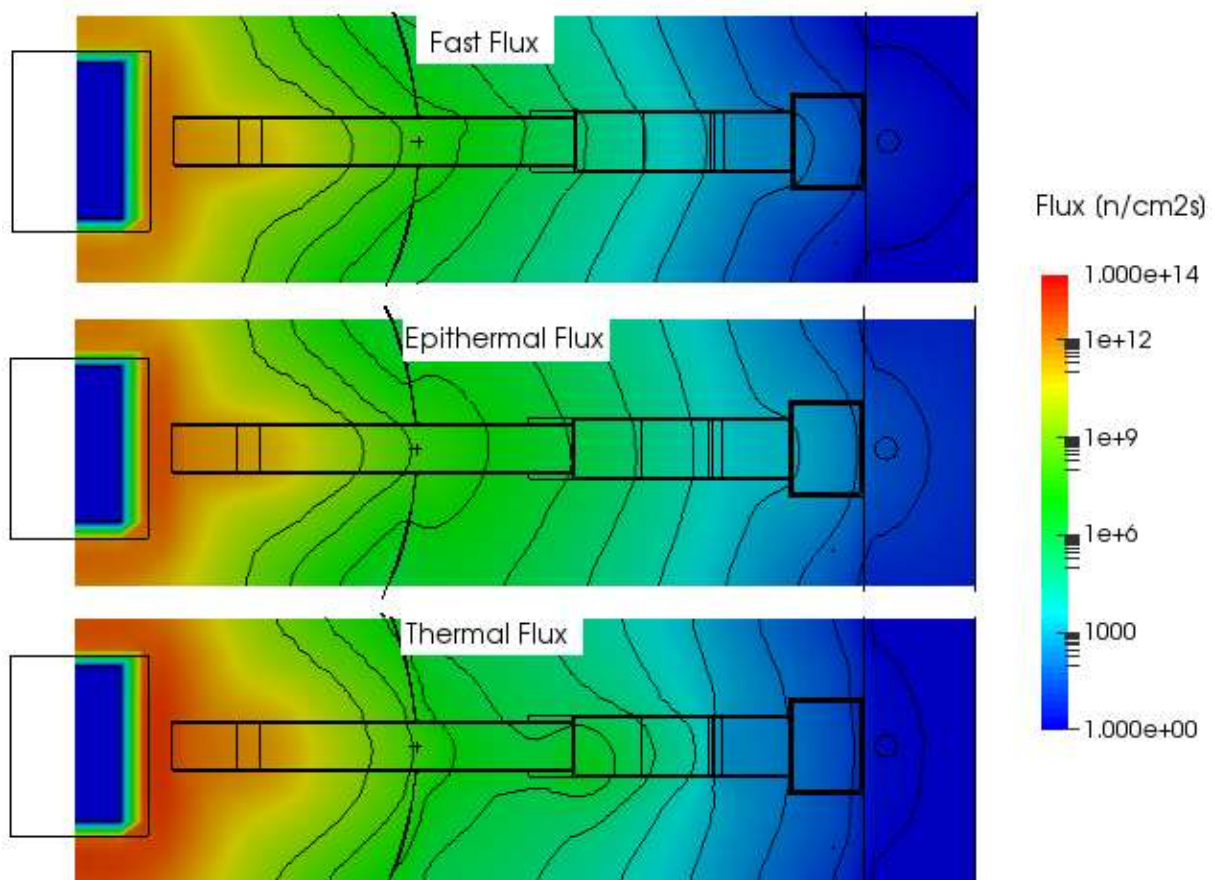 Fast Flux
Epithermal Flux
Thermal Flux
Flux (n/cm2s)
1.000e+14
1e+12
1e+9
1e+6
1000
1.000e+00